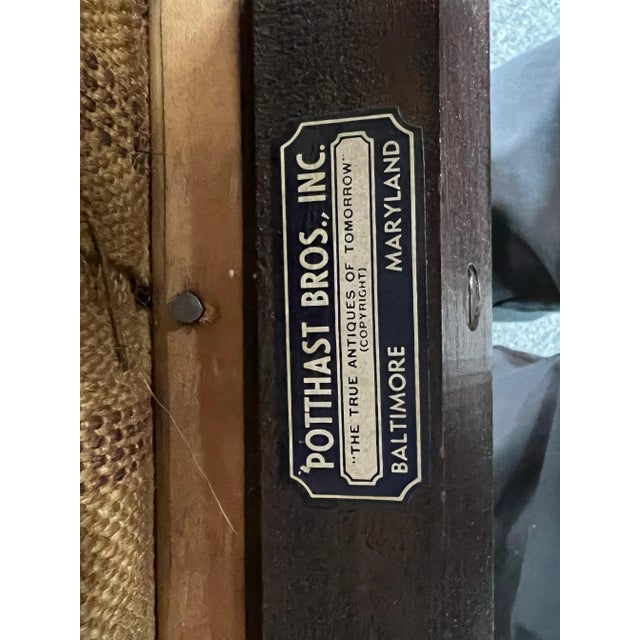 POTTHAST BROS., INC.
"THE TRUE ANTIQUES OF TOMORROW"
(COPYRIGHT)
BALTIMORE MARYLAND